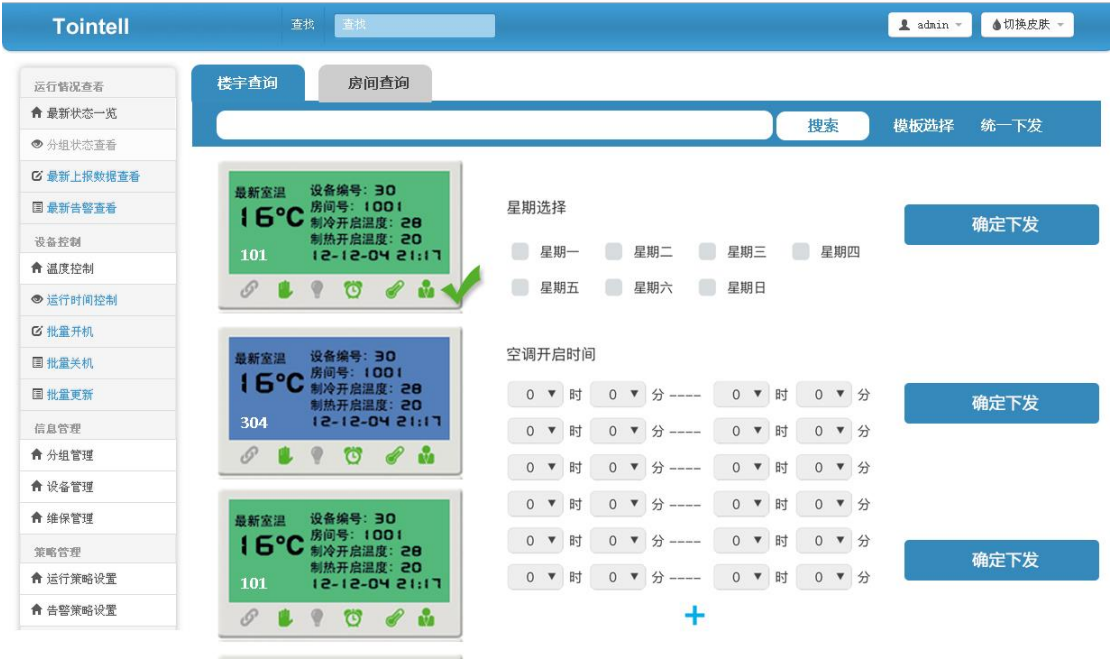 Tointell
查找
查找
admin
切换皮肤
运行情况查看
最新状态一览
分组状态查看
最新上报数据查看
最新告警查看
设备控制
温度控制
运行时间控制
批量开机
批量关机
批量更新
信息管理
分组管理
设备管理
维保管理
策略管理
运行策略设置
告警策略设置
楼宇查询
房间查询
搜索
模板选择
统一下发
最新室温
16°C
101
设备编号: 30
房间号: 1001
制冷开启温度: 28
制热开启温度: 20
12-12-04 21:17
最新室温
16°C
304
设备编号: 30
房间号: 1001
制冷开启温度: 28
制热开启温度: 20
12-12-04 21:17
最新室温
16°C
101
设备编号: 30
房间号: 1001
制冷开启温度: 28
制热开启温度: 20
12-12-04 21:17
星期选择
星期一 星期二 星期三 星期四
星期五 星期六 星期日
确定下发
空调开启时间
0 时 0 分 ---- 0 时 0 分
0 时 0 分 ---- 0 时 0 分
0 时 0 分 ---- 0 时 0 分
0 时 0 分 ---- 0 时 0 分
0 时 0 分 ---- 0 时 0 分
0 时 0 分 ---- 0 时 0 分
确定下发
确定下发